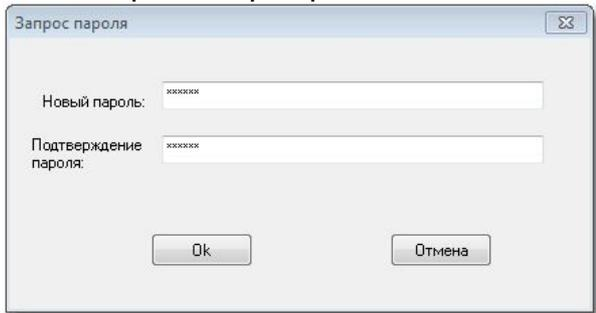 Запрос пароля
Новый пароль: ******
Подтверждение
пароля: ******
Ok Отмена